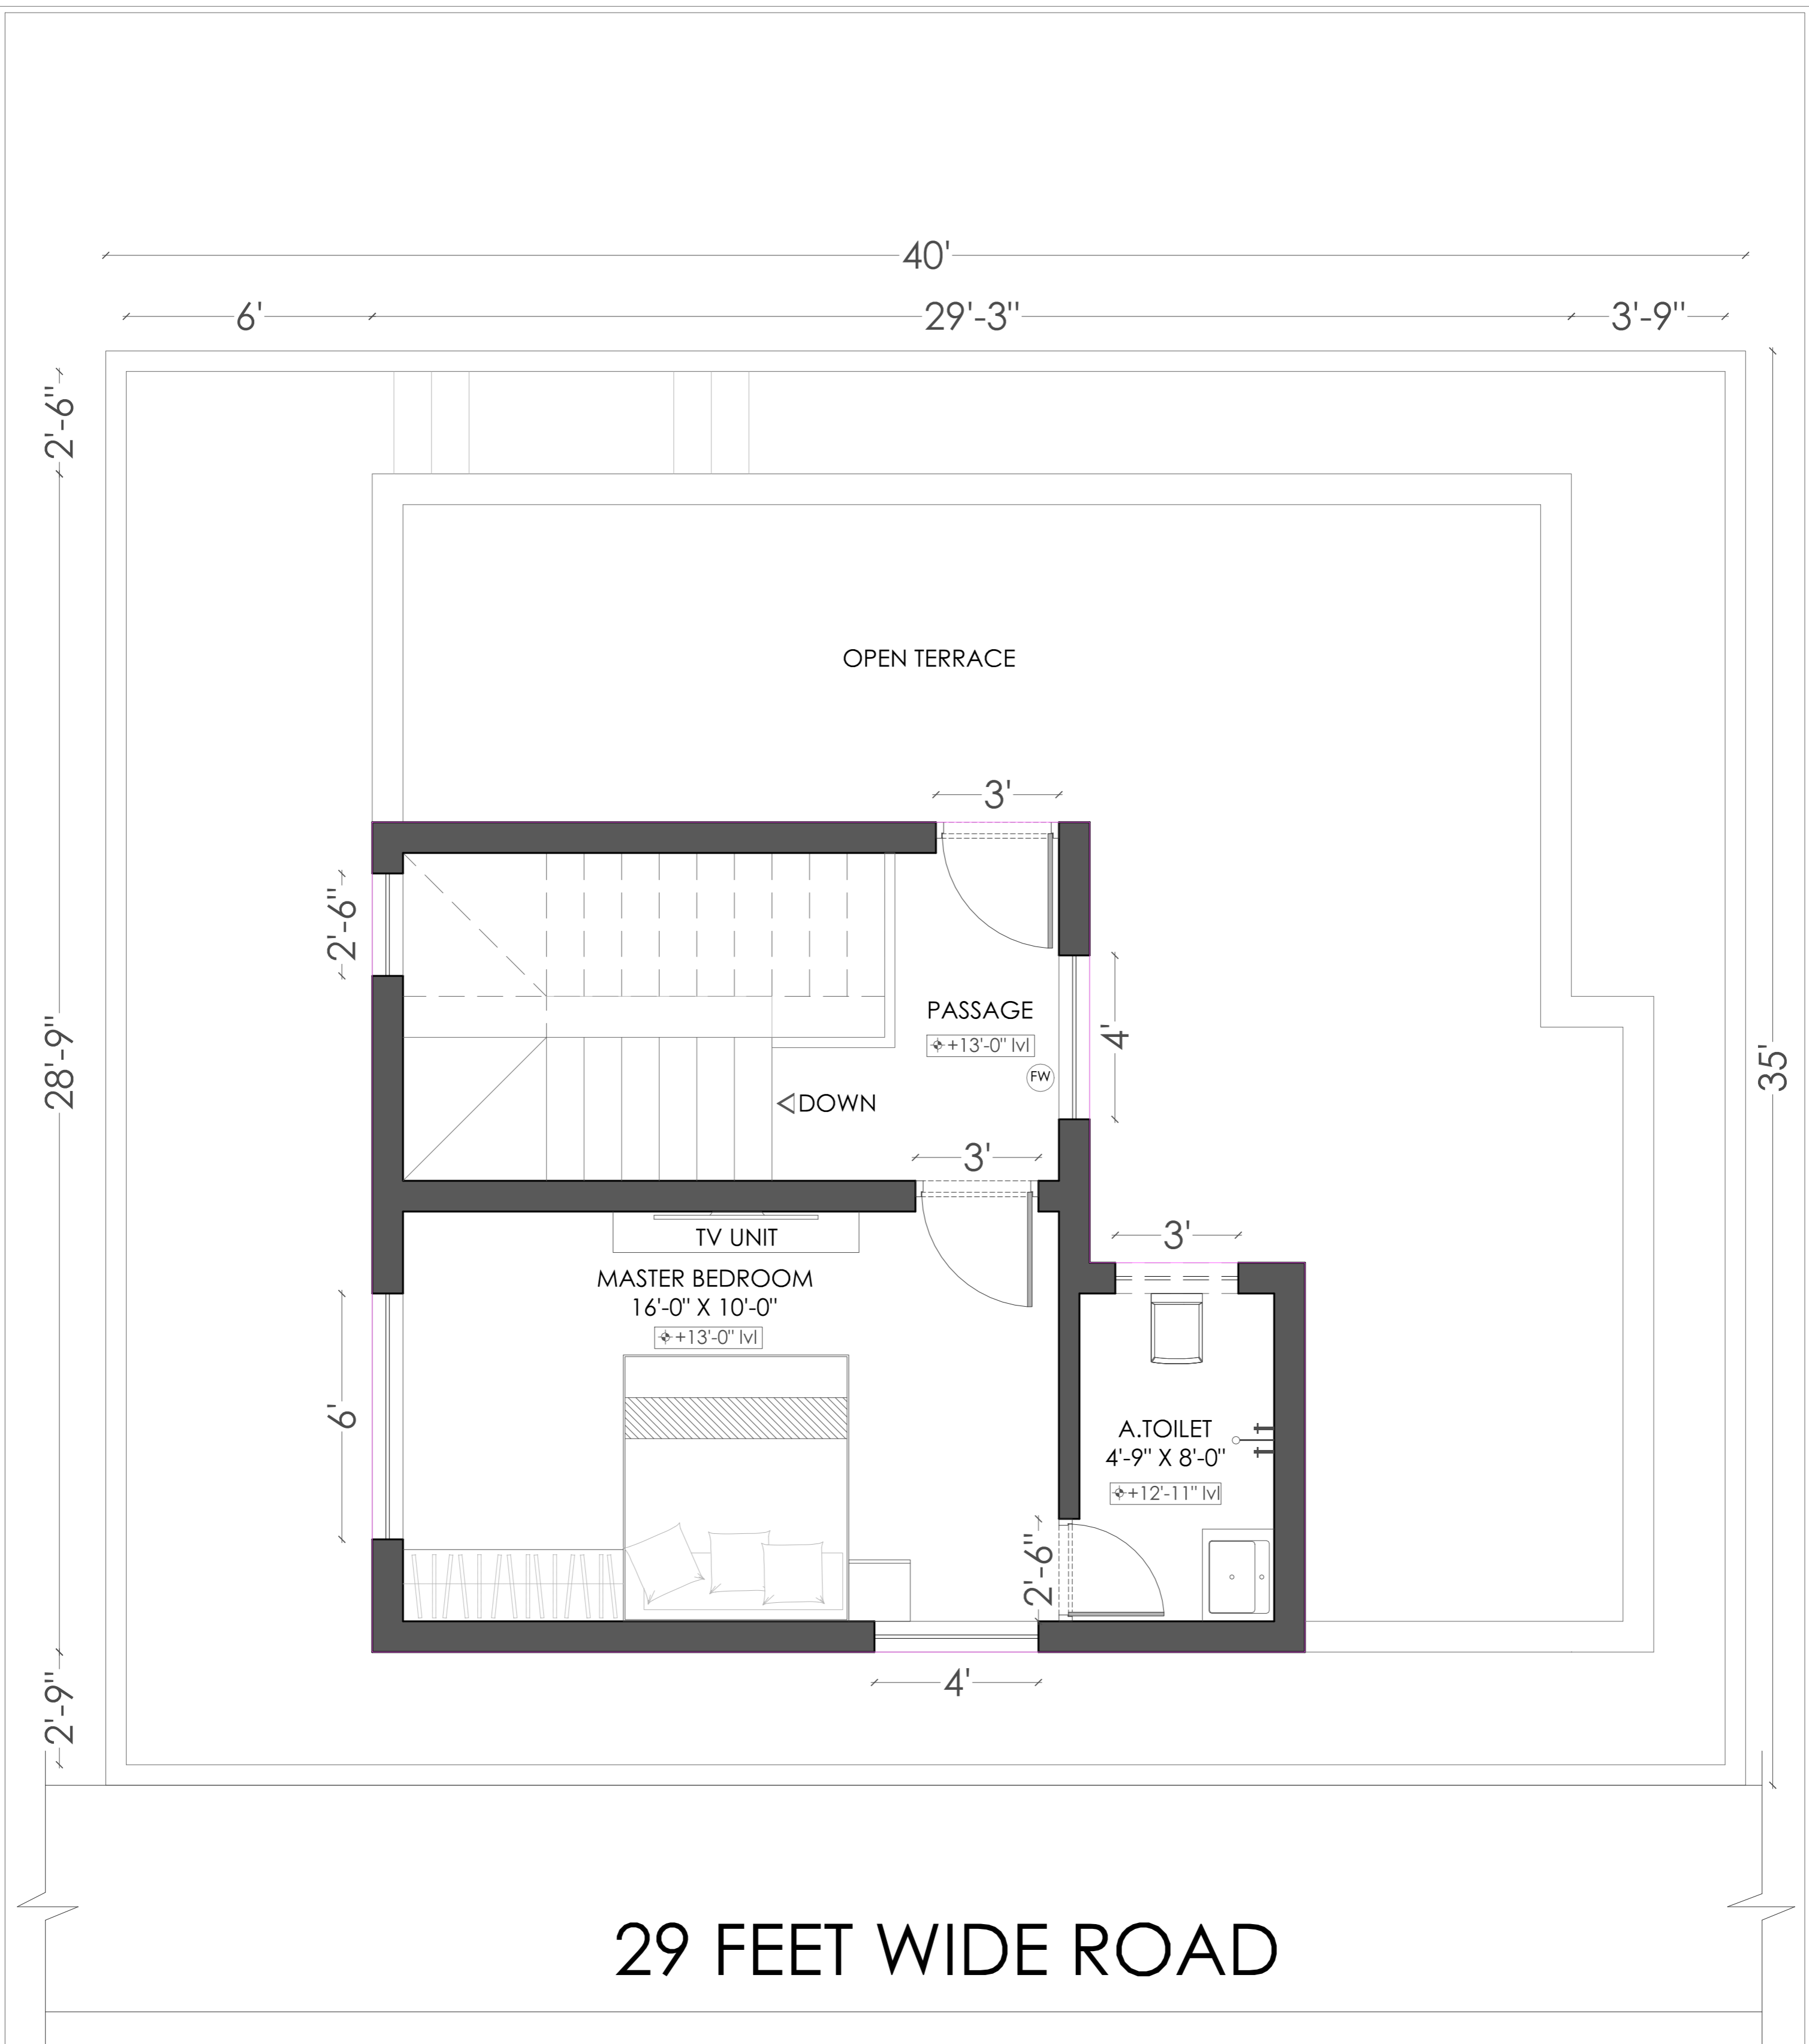 40'
6'
29'-3"
3'-9"
2'-6"
OPEN TERRACE
3'
2'-6"
PASSAGE
+13'-0" lvl
4'
FW
28'-9"
35'
DOWN
3'
TV UNIT
3'
MASTER BEDROOM
16'-0" X 10'-0"
+13'-0" lvl
6'
A.TOILET
4'-9" X 8'-0"
+12'-11" lvl
2'-6"
2'-9"
4'
29 FEET WIDE ROAD